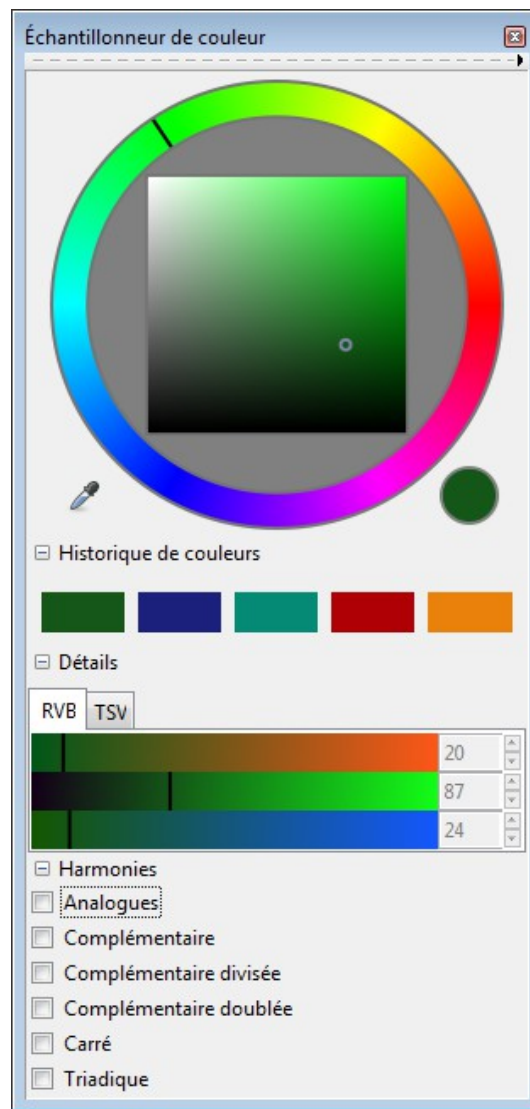 Échantillonneur de couleur
Historique de couleurs
Détails
RVB TSV
20
87
24
Harmonies
Analogues
Complémentaire
Complémentaire divisée
Complémentaire doublée
Carré
Triadique